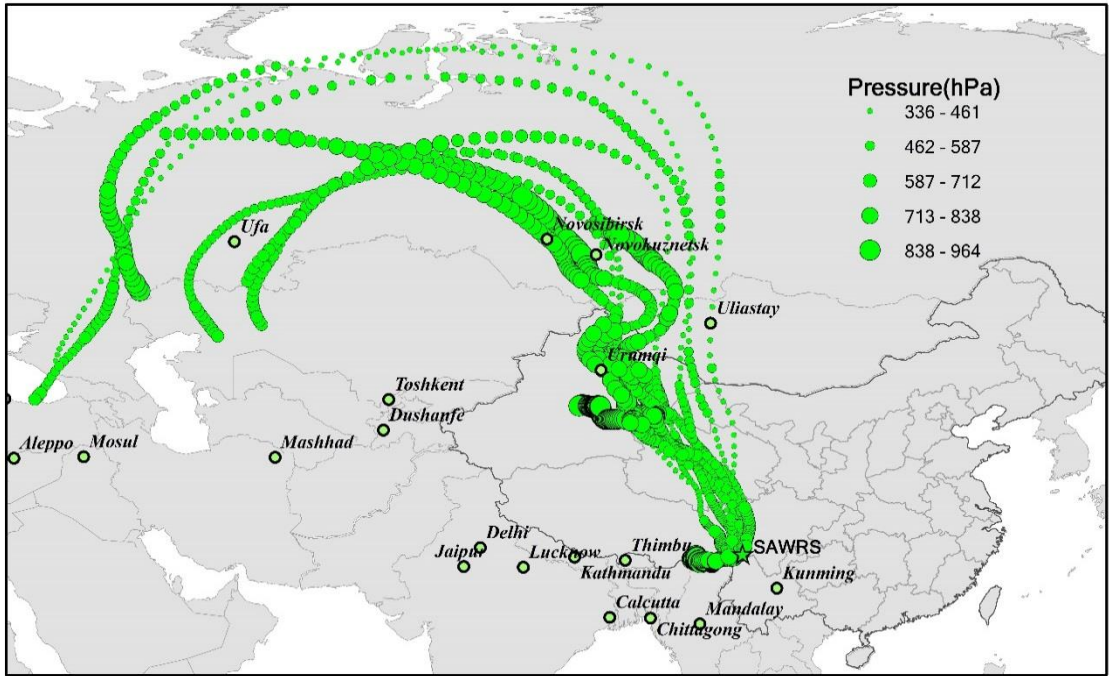 Pressure(hPa)
336 - 461
462 - 587
587 - 712
713 - 838
838 - 964
Ufa
Novosibirsk
Novokuznetsk
Uliastay
Urumqi
Toshkent
Dushanfe
Aleppo
Mosul
Mashhad
Delhi
Jaipur
Lucknow
Thimbu
SAWRS
Kathmandu
Kunming
Calcutta
Mandalay
Chittagong